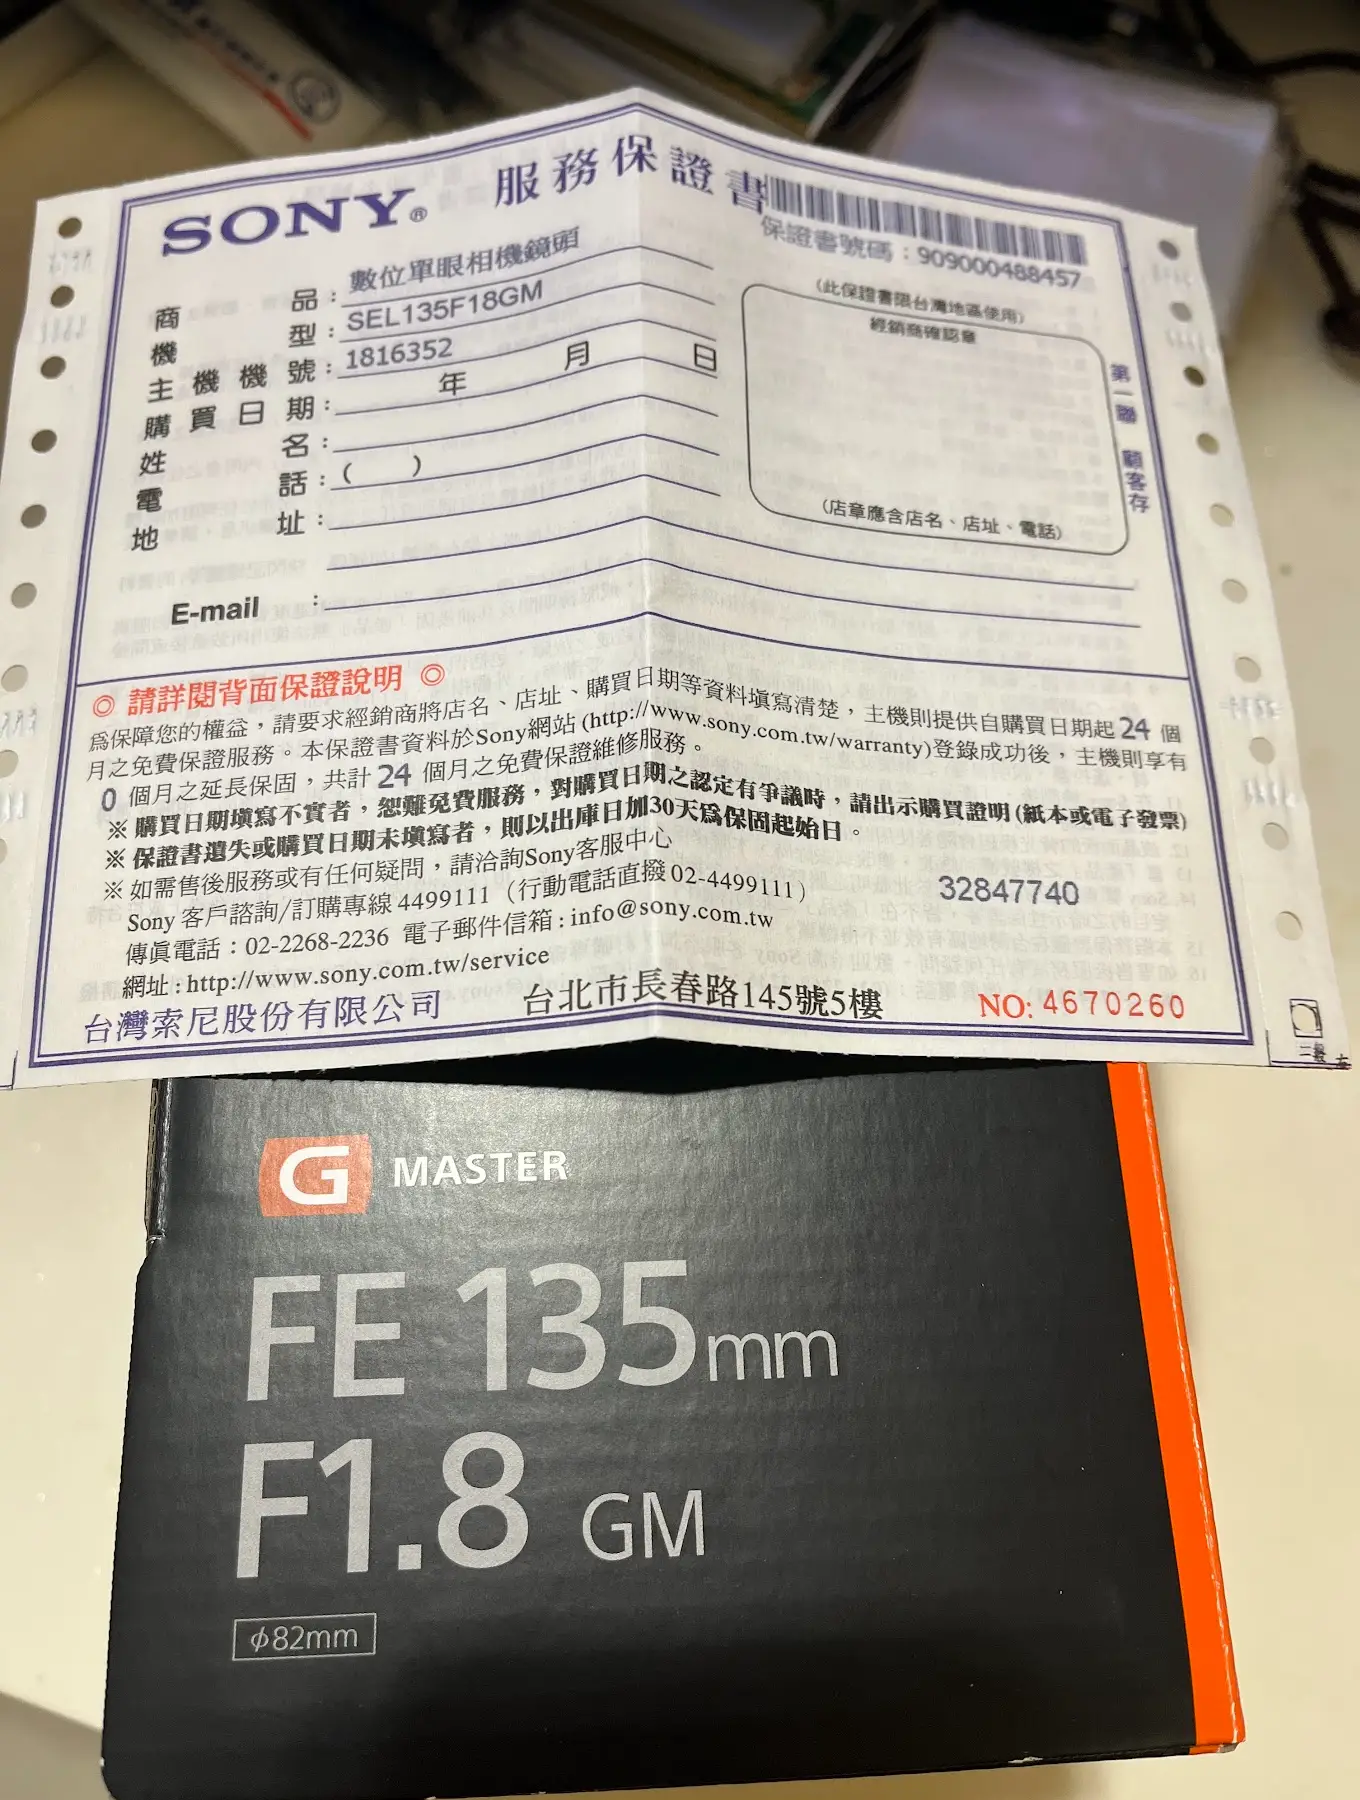 SONY® 服務保證書
保證書號碼：909000488457
商品：數位單眼相機鏡頭
機型：SEL135F18GM
主機機號：1816352
購買日期： 年 月 日
姓名：
電話：( )
地址：
E-mail ：
(此保證書限台灣地區使用)
經銷商確認章
(店章應含店名、店址、電話)
第一聯 顧客存
◎ 請詳閱背面保證說明 ◎
為保障您的權益，請要求經銷商將店名、店址、購買日期等資料填寫清楚，主機則提供自購買日期起 24 個
月之免費保證服務。本保證書資料於Sony網站 (http://www.sony.com.tw/warranty)登錄成功後，主機則享有
0 個月之延長保固，共計 24 個月之免費保證維修服務。
※ 購買日期填寫不實者，恕難免費服務，對購買日期之認定有爭議時，請出示購買證明 (紙本或電子發票)
※ 保證書遺失或購買日期未填寫者，則以出庫日加30天為保固起始日。
※ 如需售後服務或有任何疑問，請洽詢Sony客服中心
Sony 客戶諮詢/訂購專線 4499111（行動電話直撥 02-4499111）
32847740
傳真電話：02-2268-2236 電子郵件信箱 : info@sony.com.tw
網址 : http://www.sony.com.tw/service
台灣索尼股份有限公司 台北市長春路145號5樓 NO: 4670260
G MASTER
FE 135mm
F1.8 GM
φ82mm